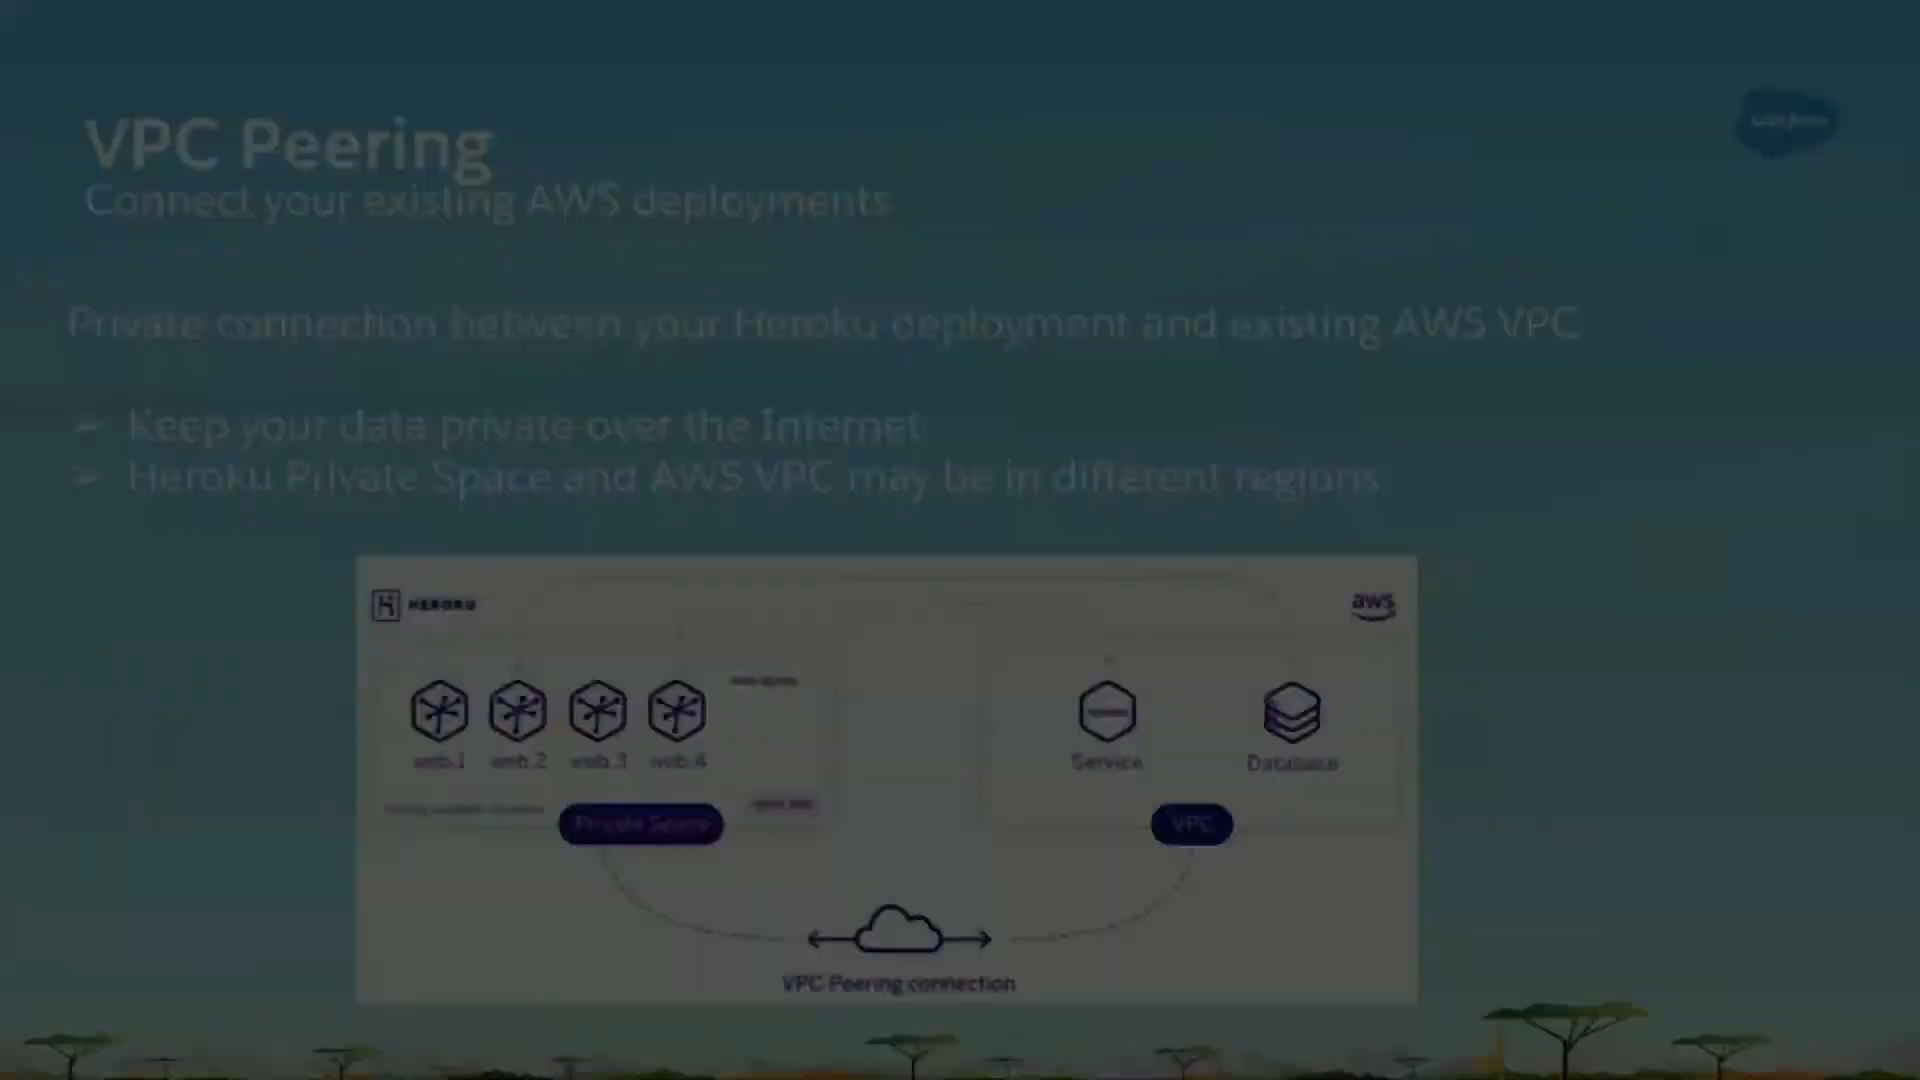 VPC Peering
Connect your existing AWS deployments
Private connection between your Heroku deployment and existing AWS VPC
➢ Keep your data private over the Internet
➢ Heroku Private Space and AWS VPC may be in different regions
HEROKU
aws
web.1 web.2 web.3 web.4
Service Database
Private Space
VPC
VPC Peering connection